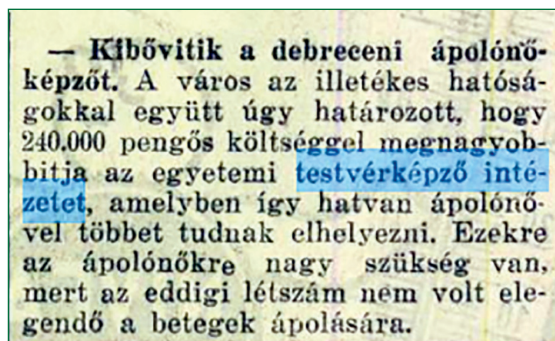 — Kibővitik a debreceni ápolónő-
képzőt. A város az illetékes hatósá-
gokkal együtt úgy határozott, hogy
240.000 pengős költséggel megnagyob-
bitja az egyetemi testvérképző inté-
zetet, amelyben így hatvan ápolónő-
vel többet tudnak elhelyezni. Ezekre
az ápolónőkre nagy szükség van,
mert az eddigi létszám nem volt ele-
gendő a betegek ápolására.